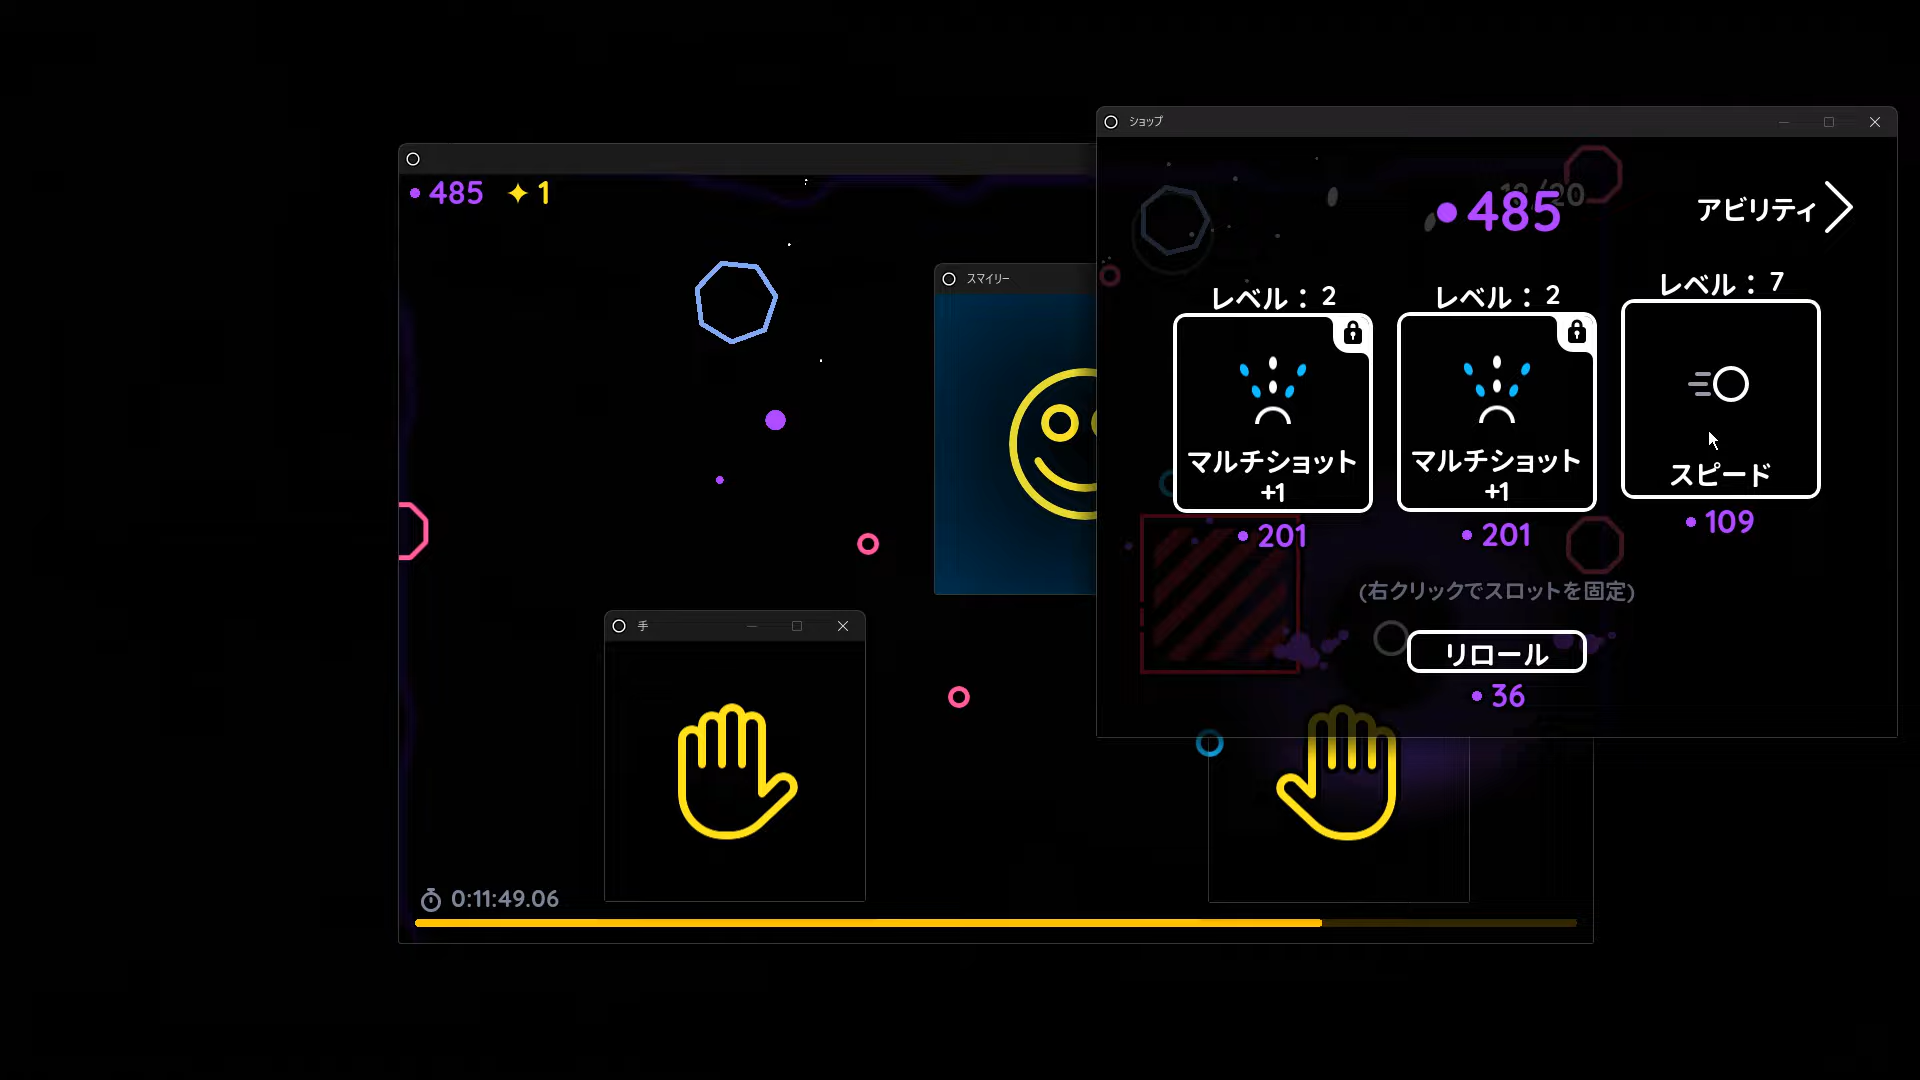 485 1
スマイリー
手
0:11:49.06
ショップ
485
アビリティ
レベル： 2
マルチショット
+1
201
レベル： 2
マルチショット
+1
201
レベル： 7
スピード
109
(右クリックでスロットを固定)
リロール
36